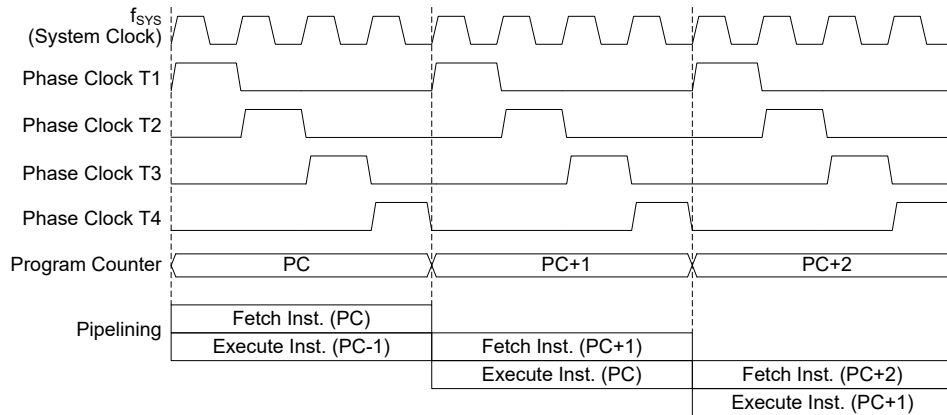 fSYS
(System Clock)
Phase Clock T1
Phase Clock T2
Phase Clock T3
Phase Clock T4
Program Counter PC PC+1 PC+2
Pipelining
Fetch Inst. (PC)
Execute Inst. (PC-1) Fetch Inst. (PC+1)
Execute Inst. (PC) Fetch Inst. (PC+2)
Execute Inst. (PC+1)